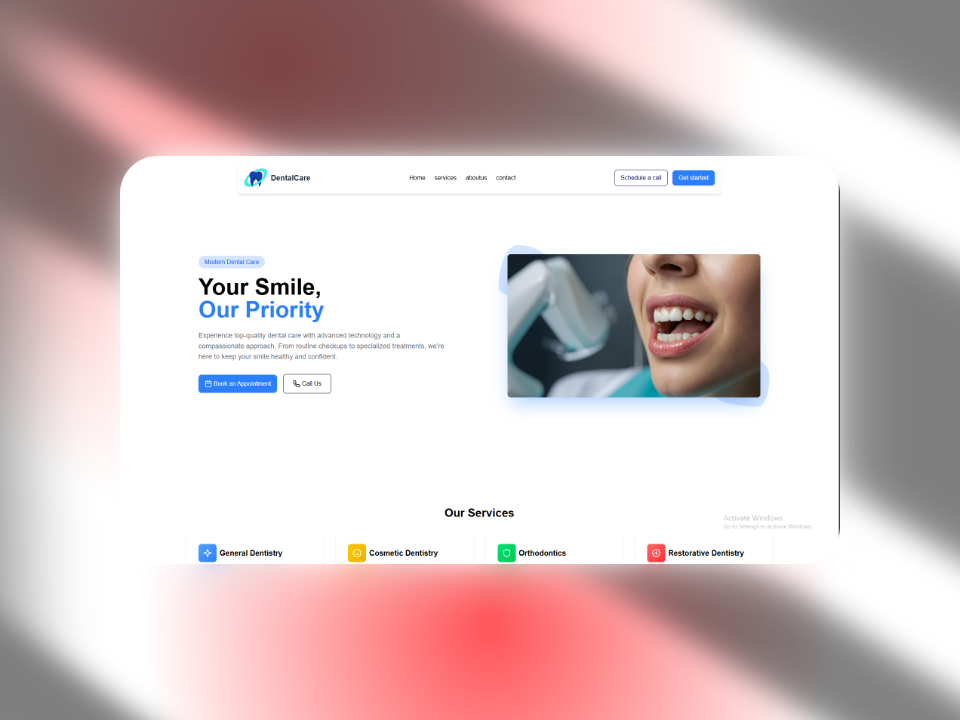 DentalCare
Home services aboutus contact
Schedule a call
Get started
Modern Dental Care
Your Smile,
Our Priority
Experience top-quality dental care with advanced technology and a
compassionate approach. From routine checkups to specialized treatments, we're
here to keep your smile healthy and confident.
Book an Appointment
Call Us
Our Services
Activate Windows
Go to Settings to activate Windows.
General Dentistry
Cosmetic Dentistry
Orthodontics
Restorative Dentistry